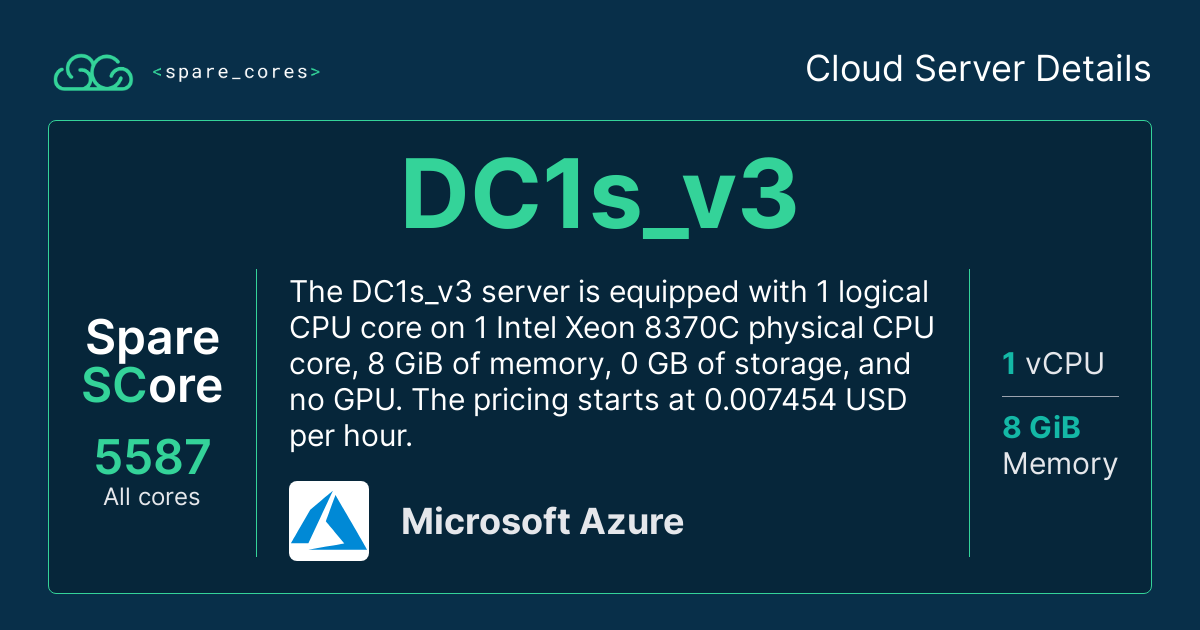 <spare_cores>
Cloud Server Details
DC1s_v3
Spare
SCore
5587
All cores
The DC1s_v3 server is equipped with 1 logical
CPU core on 1 Intel Xeon 8370C physical CPU
core, 8 GiB of memory, 0 GB of storage, and
no GPU. The pricing starts at 0.007454 USD
per hour.
Microsoft Azure
1 vCPU
8 GiB
Memory